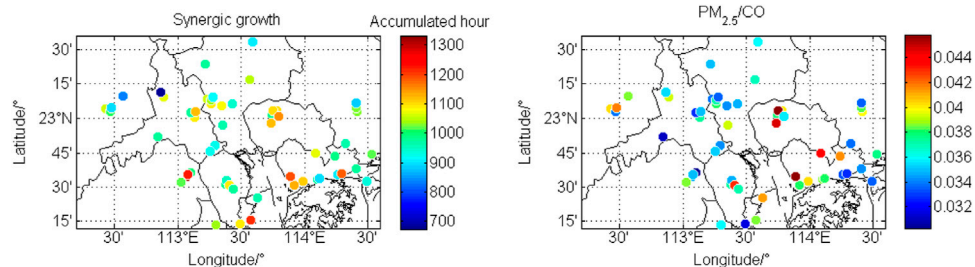 Synergic growth
Accumulated hour
30'
15'
23°N
45'
30'
15'
30'
113°E
30'
114°E
30'
Latitude/°
Longitude/°
1300
1200
1100
1000
900
800
700
PM2.5/CO
30'
15'
23°N
45'
30'
15'
30'
113°E
30'
114°E
30'
Latitude/°
Longitude/°
0.044
0.042
0.040
0.038
0.036
0.034
0.032